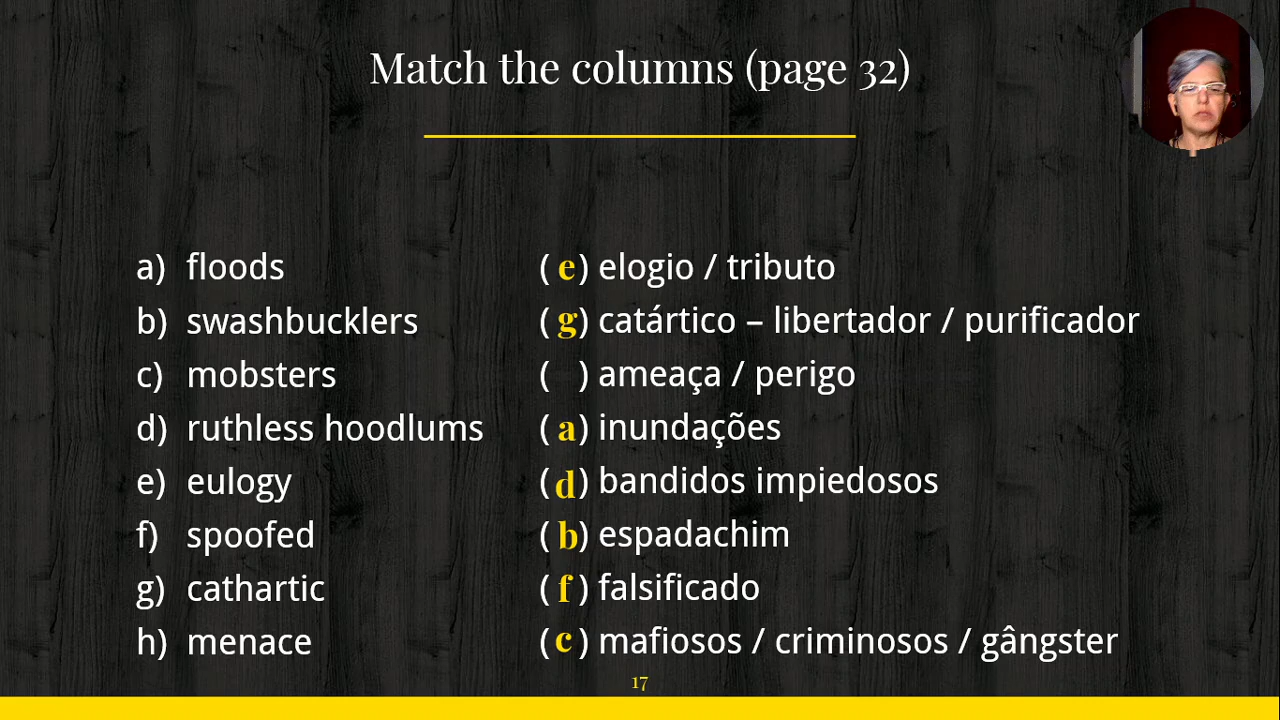 Match the columns (page 32)
a) floods
b) swashbucklers
c) mobsters
d) ruthless hoodlums
e) eulogy
f) spoofed
g) cathartic
h) menace
( e ) elogio / tributo
( g ) catártico – libertador / purificador
( ) ameaça / perigo
( a ) inundações
( d ) bandidos impiedosos
( b ) espadachim
( f ) falsificado
( c ) mafiosos / criminosos / gângster
17